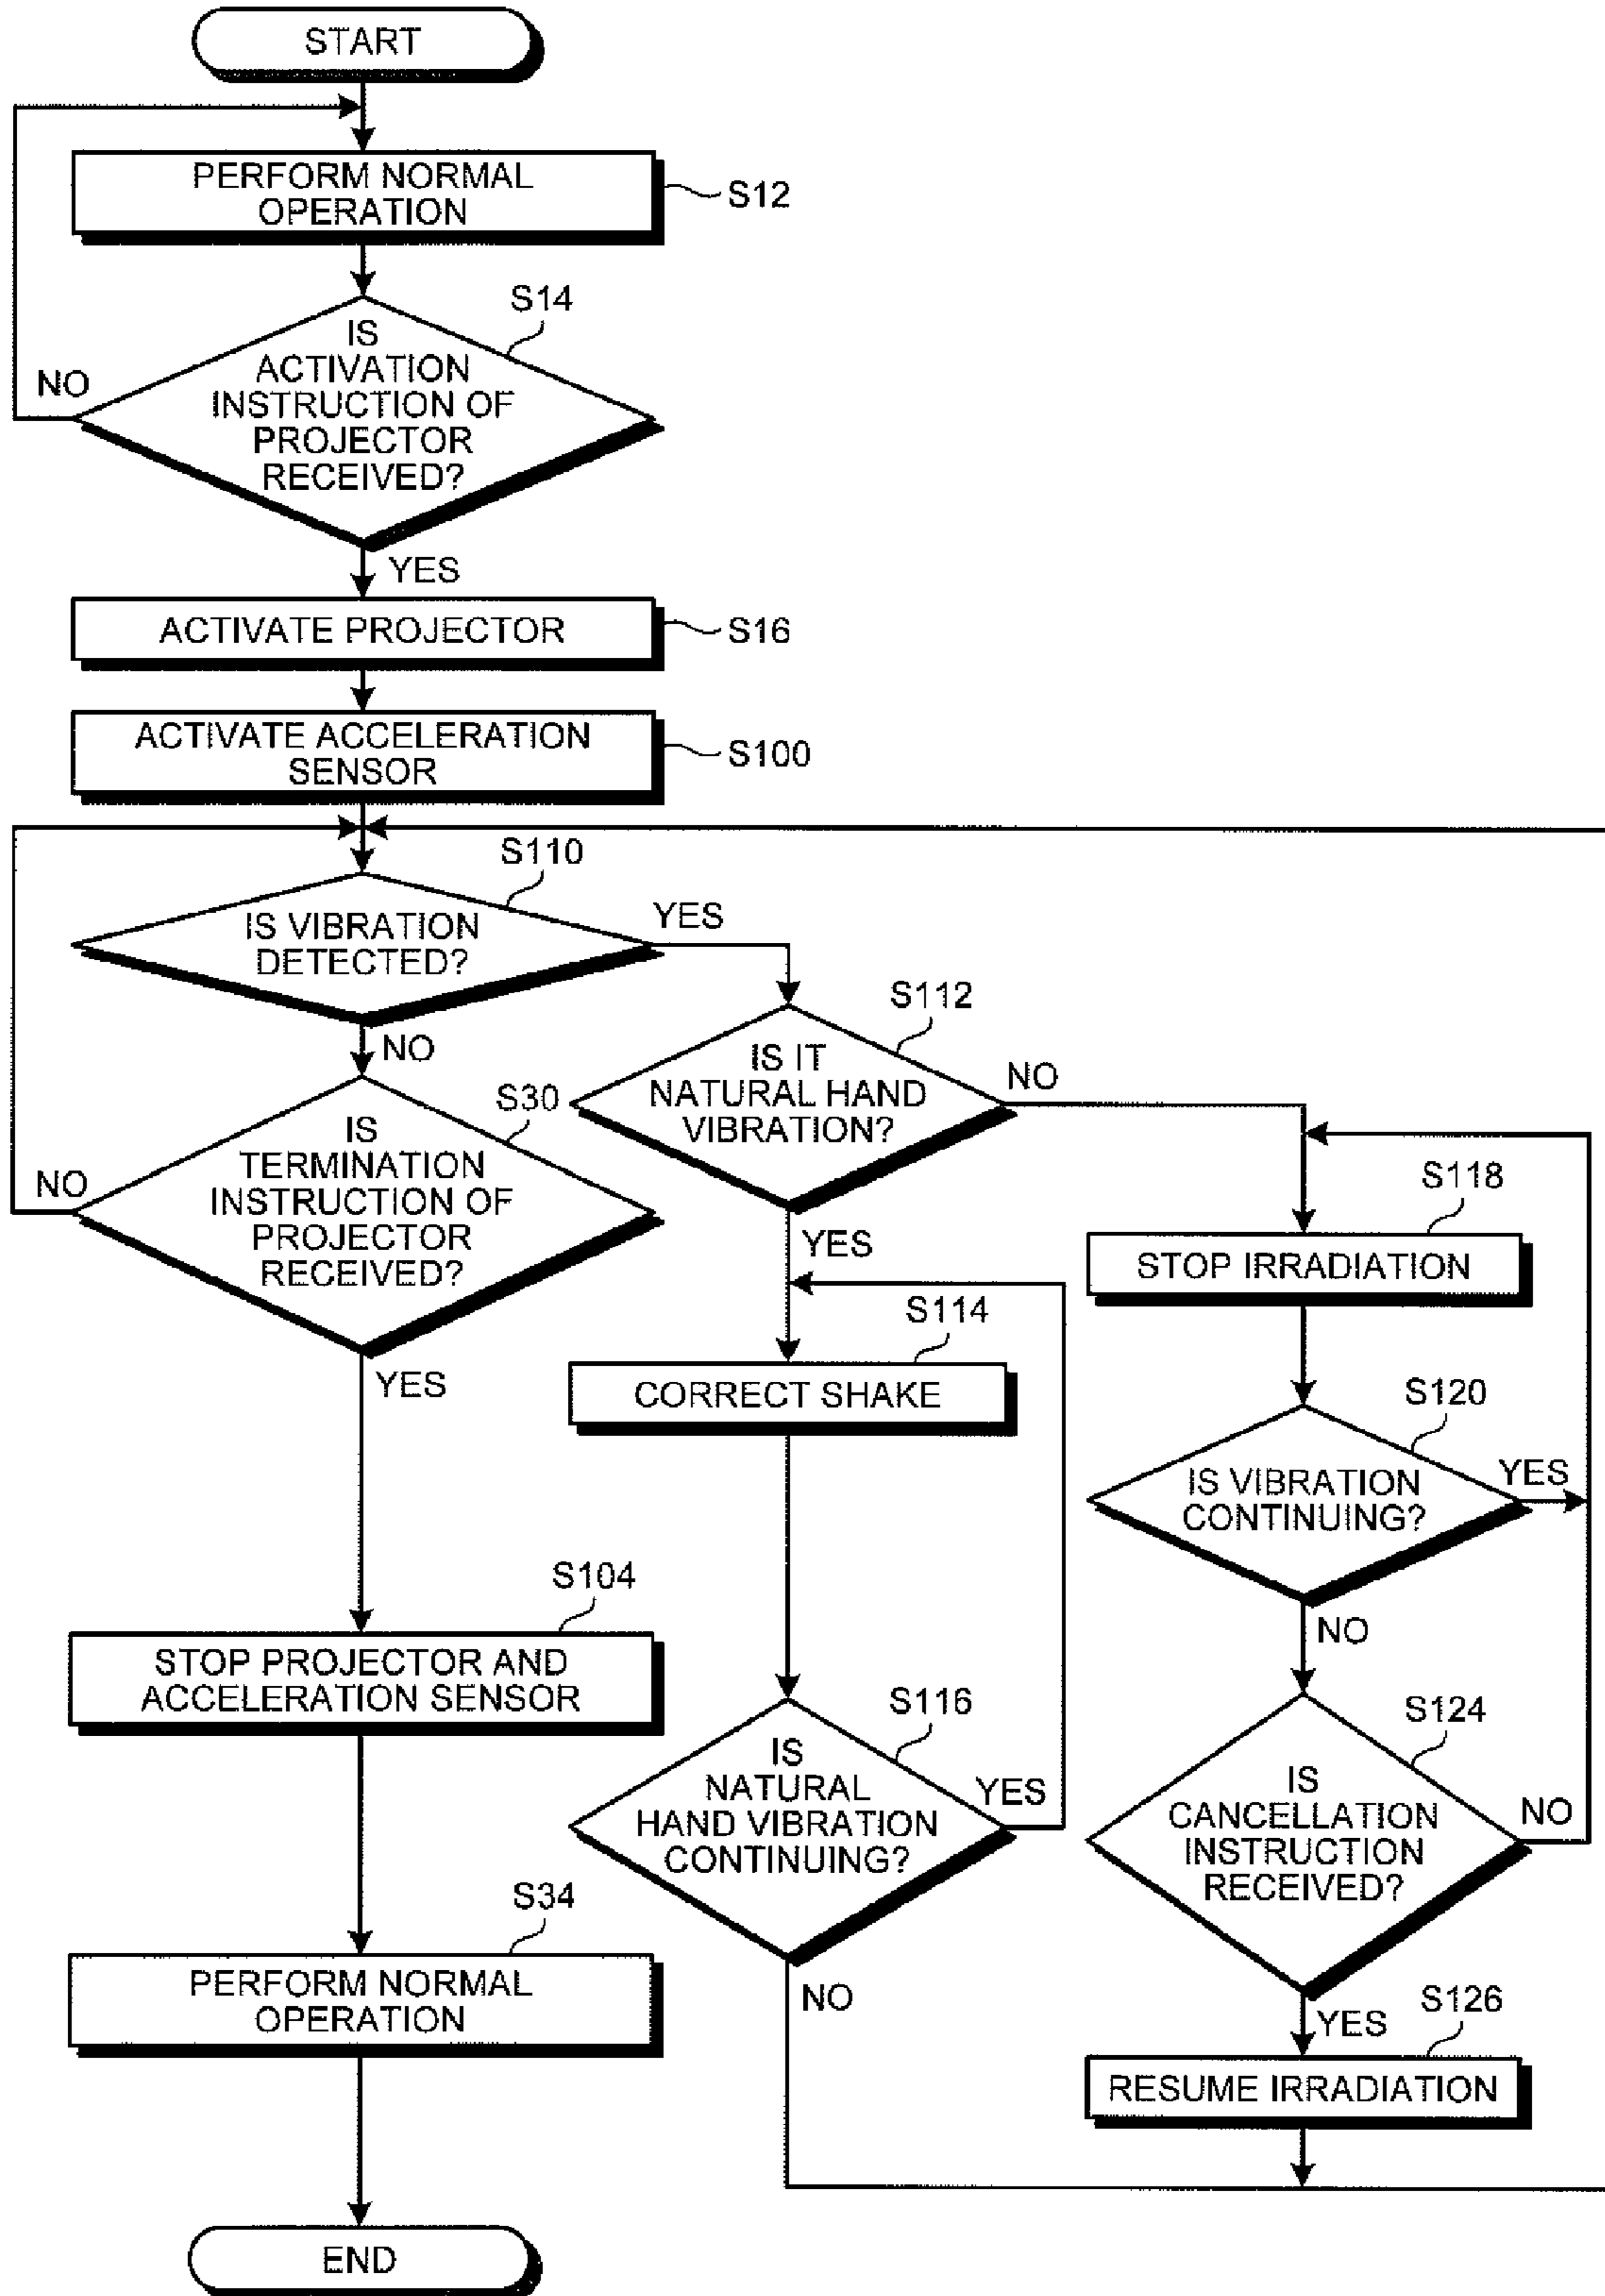 START
PERFORM NORMAL
OPERATION
S12
S14
IS
ACTIVATION
INSTRUCTION OF
PROJECTOR
RECEIVED?
NO
YES
ACTIVATE PROJECTOR
S16
ACTIVATE ACCELERATION
SENSOR
S100
S110
IS VIBRATION
DETECTED?
YES
NO
S112
IS IT
NATURAL HAND
VIBRATION?
NO
YES
S30
IS
TERMINATION
INSTRUCTION OF
PROJECTOR
RECEIVED?
NO
YES
S118
STOP IRRADIATION
S114
CORRECT SHAKE
S120
IS VIBRATION
CONTINUING?
YES
NO
S104
STOP PROJECTOR AND
ACCELERATION SENSOR
S116
IS
NATURAL
HAND VIBRATION
CONTINUING?
YES
NO
S124
IS
CANCELLATION
INSTRUCTION
RECEIVED?
NO
YES
S34
PERFORM NORMAL
OPERATION
S126
RESUME IRRADIATION
END